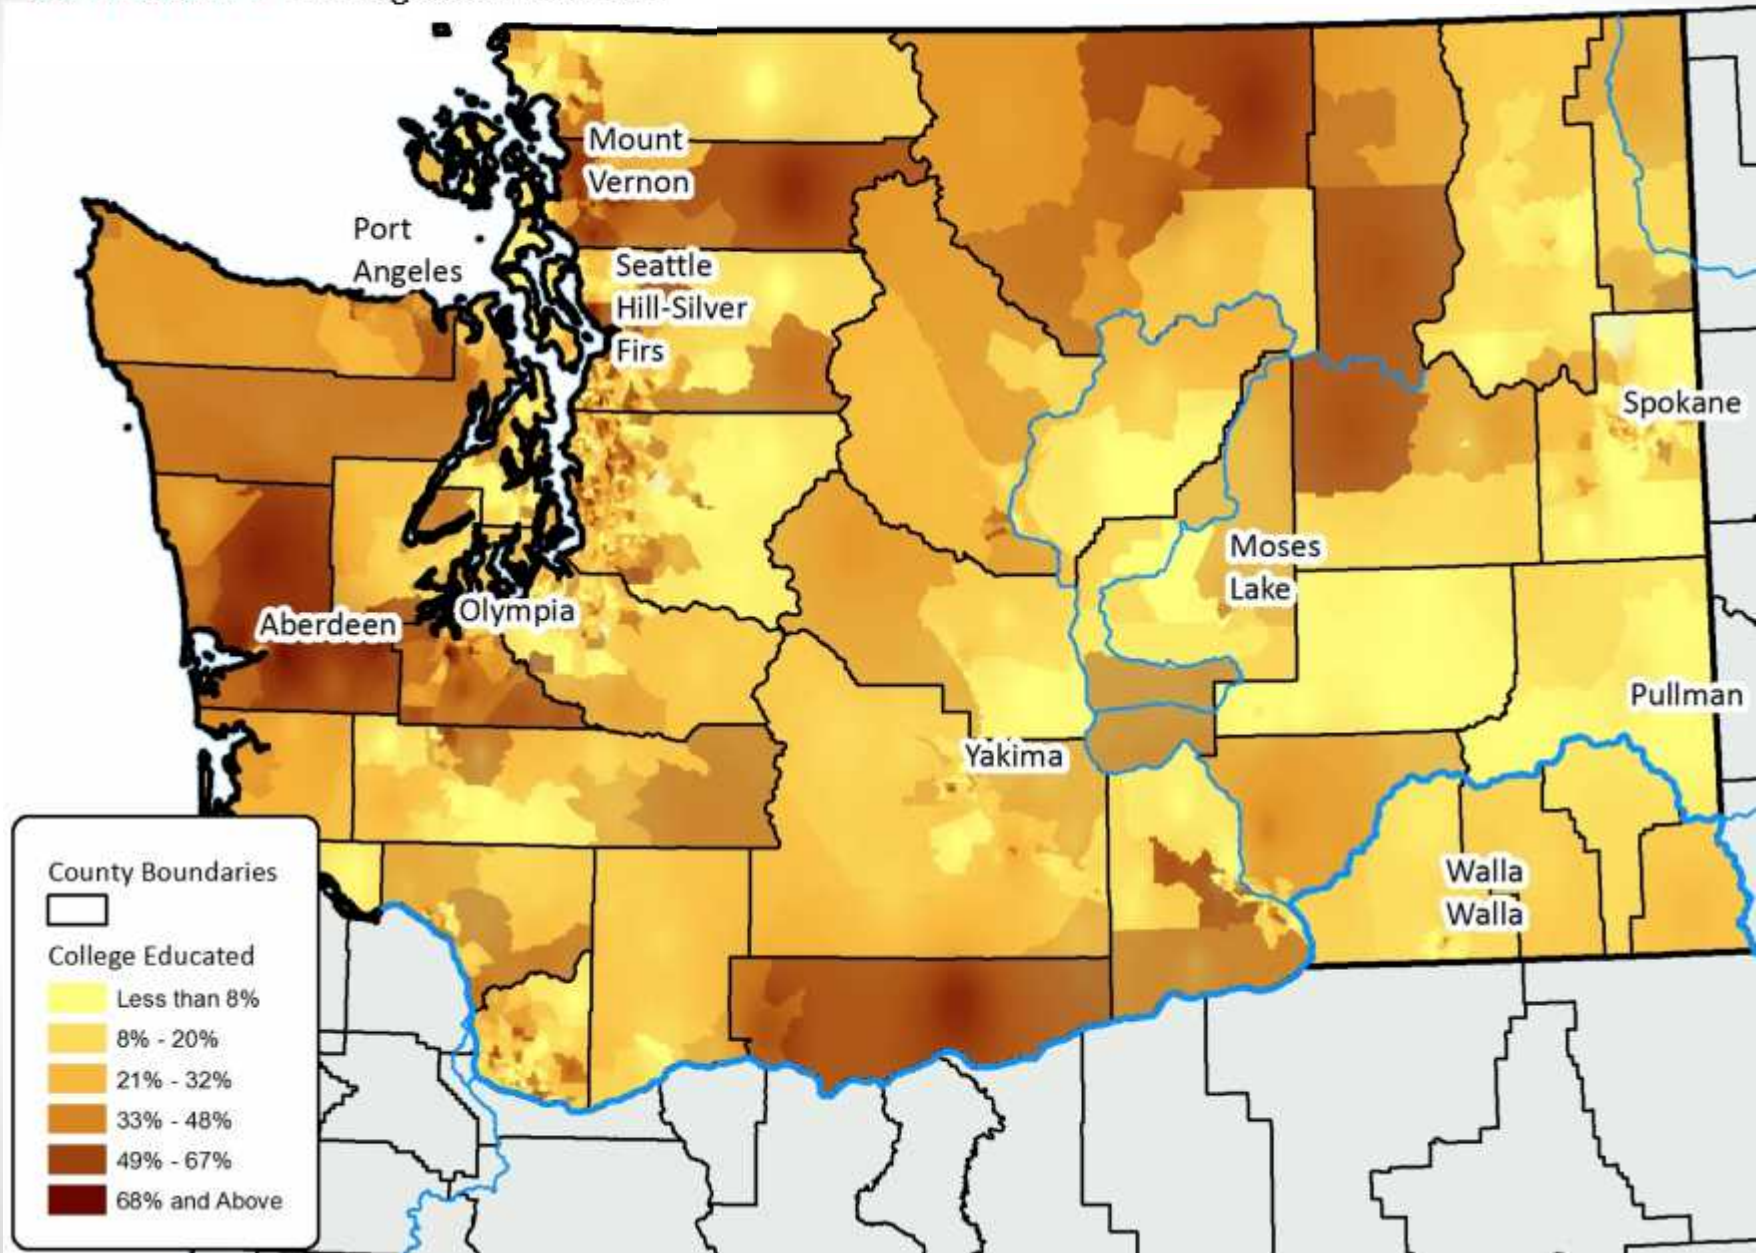 Mount
Vernon
Port
Angeles
Seattle
Hill-Silver
Firs
Spokane
Moses
Lake
Aberdeen
Olympia
Pullman
Yakima
Walla
Walla
County Boundaries
College Educated
Less than 8%
8% - 20%
21% - 32%
33% - 48%
49% - 67%
68% and Above